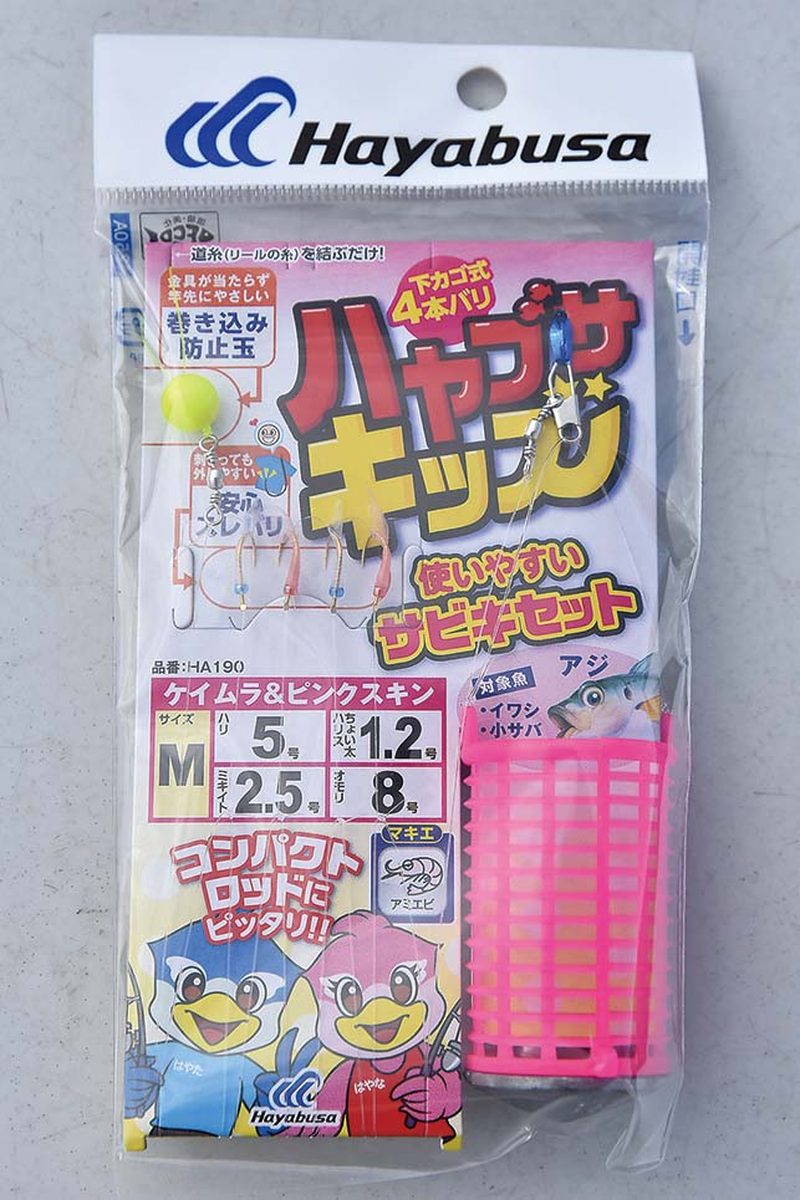 Hayabusa
道糸(リールの糸)を結ぶだけ!
金具が当たらず
竿先にやさしい
巻き込み
防止玉
下カゴ式
4本バリ
ハヤブサ
キッズ
安心
使いやすい
サビキセット
品番:HA190
ケイムラ&ピンクスキン
サイズ
M
ハリ
5号
ハリス
ちょい太
1.2号
ミキイト
2.5号
オモリ
8号
対象魚
アジ
・イワシ
・小サバ
コンパクト
ロッドに
ピッタリ!!
マキエ
アミエビ
はやた
はやな
Hayabusa